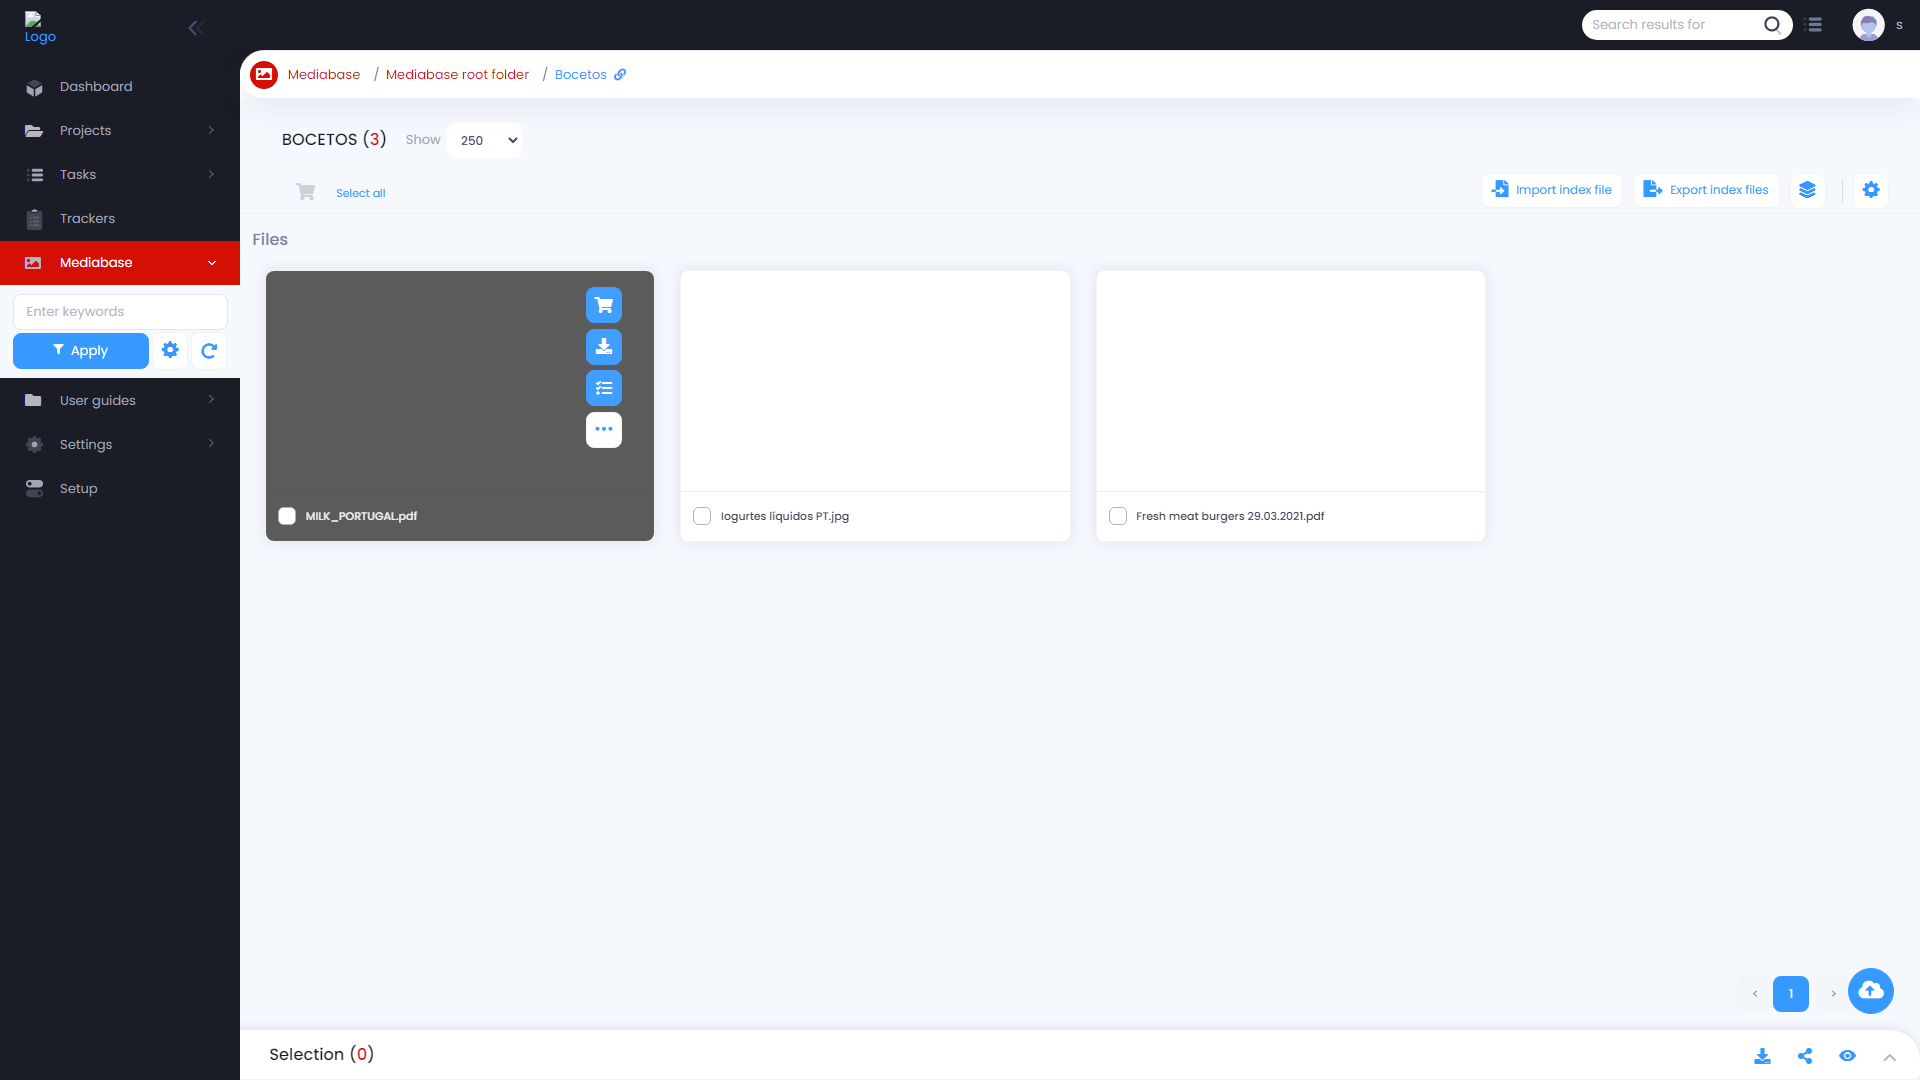 Logo
Search results for
s
Dashboard
Projects
Tasks
Trackers
Mediabase
Enter keywords
Apply
User guides
Settings
Setup
Mediabase / Mediabase root folder / Bocetos
BOCETOS (3) Show 250
Select all
Import index file Export index files
Files
MILK_PORTUGAL.pdf
Iogurtes líquidos PT.jpg
Fresh meat burgers 29.03.2021.pdf
< 1 >
Selection (0)